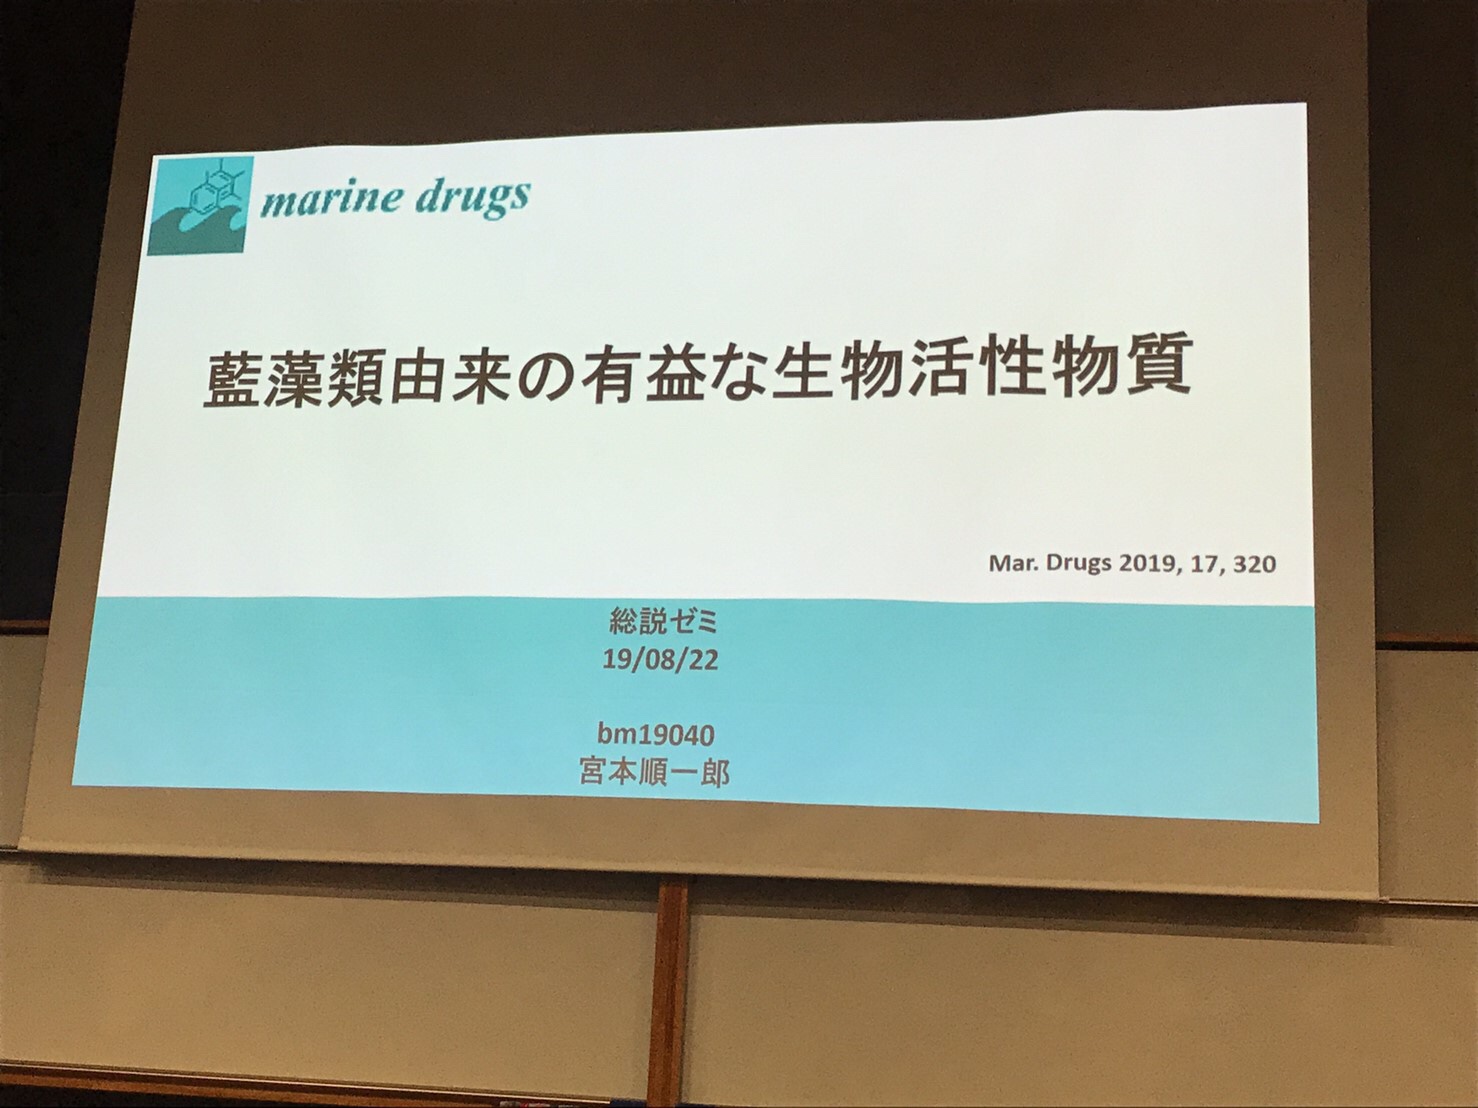 marine drugs
藍藻類由来の有益な生物活性物質
Mar. Drugs 2019, 17, 320
総説ゼミ
19/08/22
bm19040
宮本順一郎